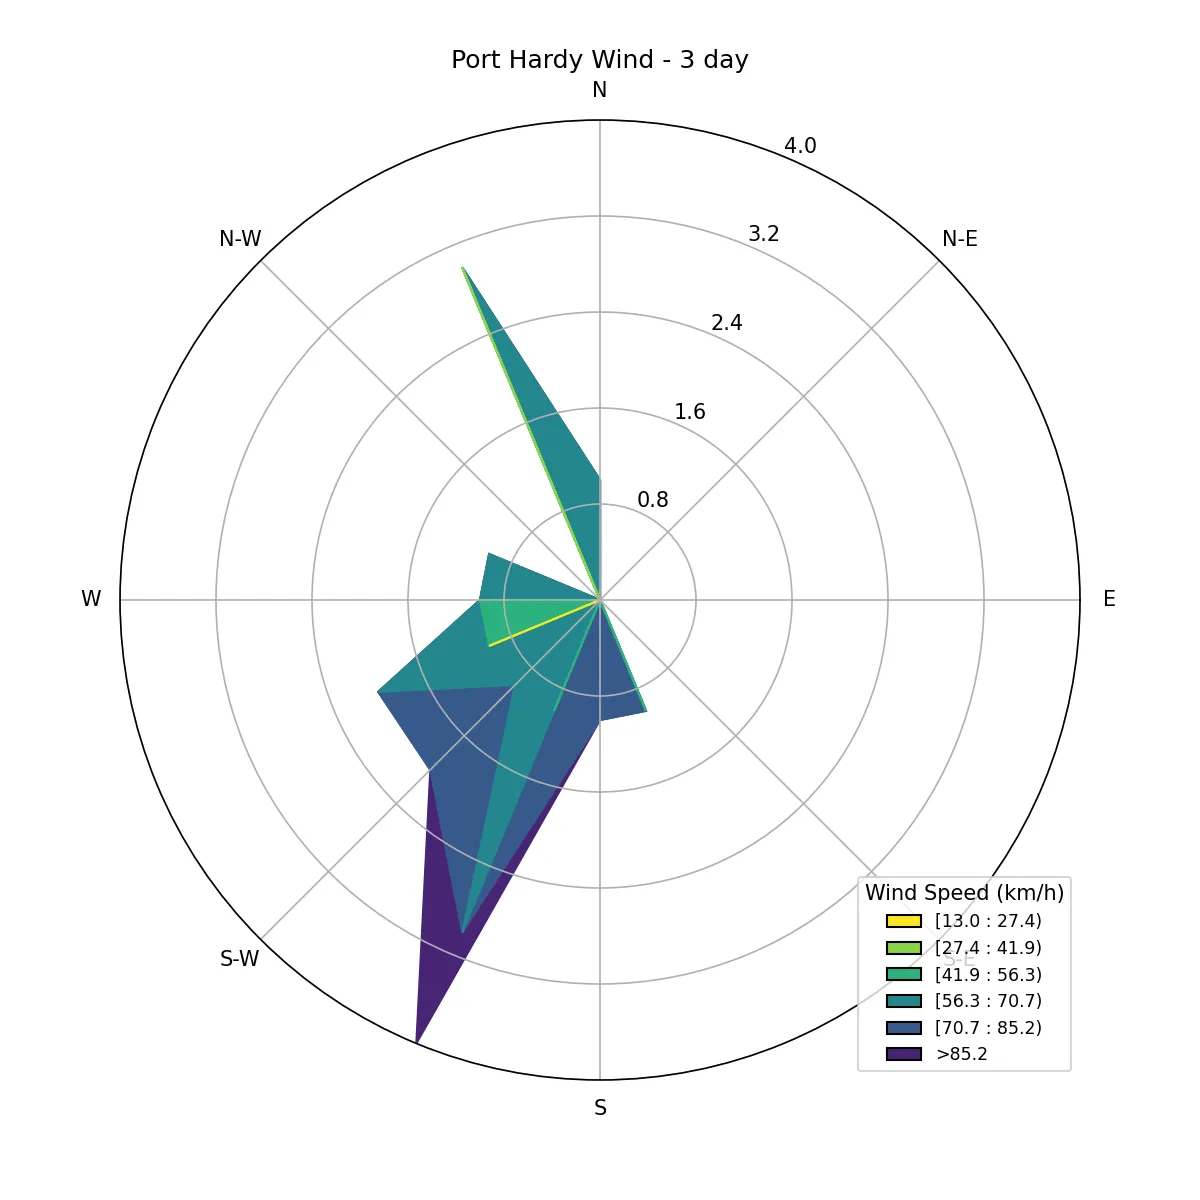 Port Hardy Wind - 3 day
N
4.0
N-W
N-E
3.2
2.4
1.6
0.8
W
E
Wind Speed (km/h)
[13.0 : 27.4)
[27.4 : 41.9)
S-W
S-E
[41.9 : 56.3)
[56.3 : 70.7)
[70.7 : 85.2)
>85.2
S